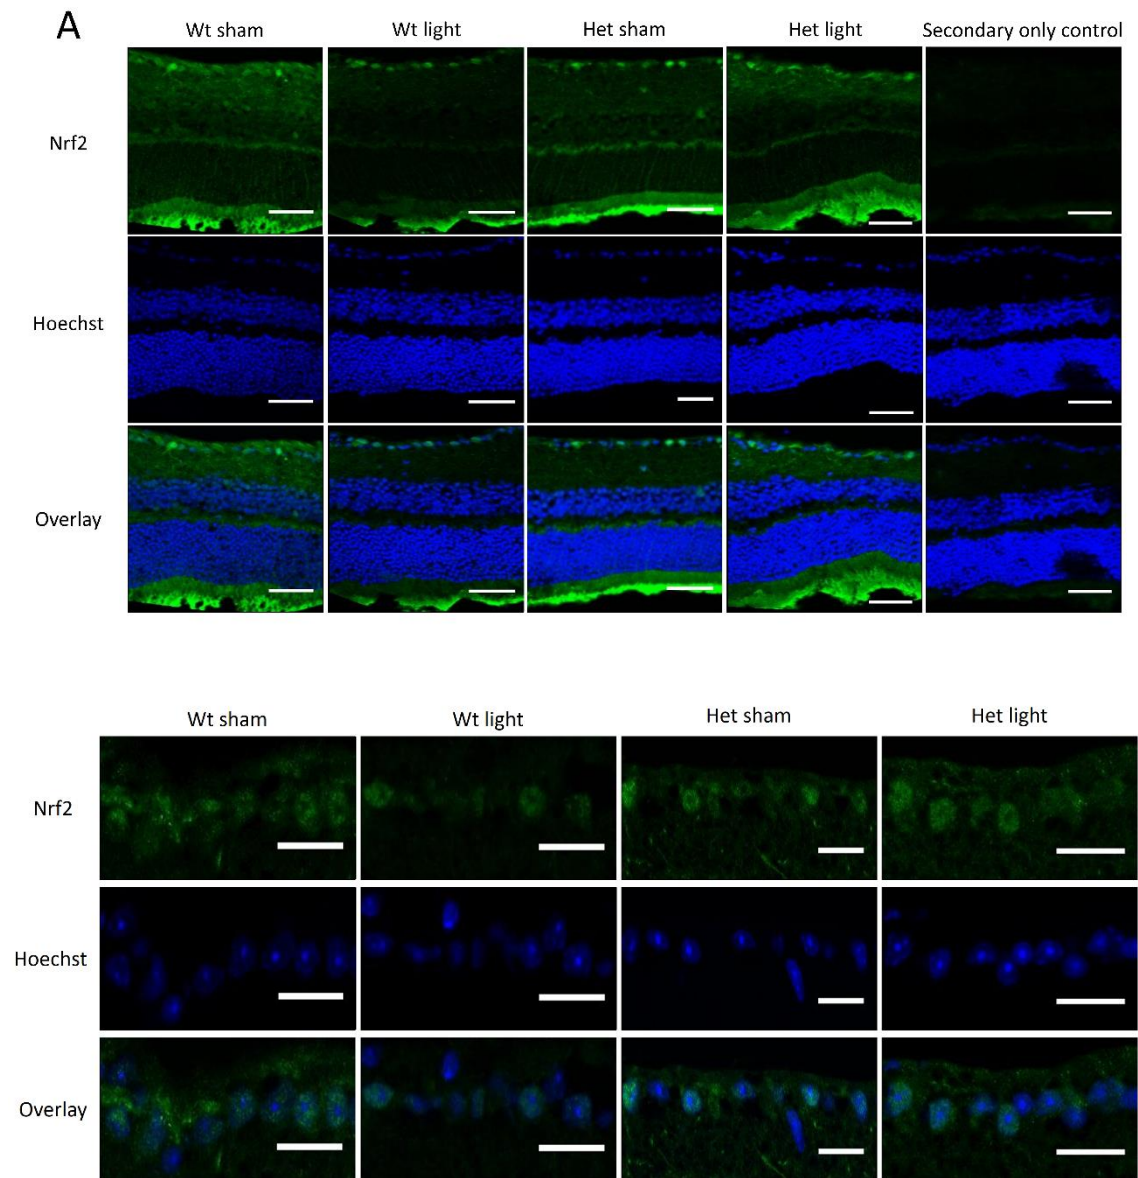 A
Wt sham Wt light Het sham Het light Secondary only control
Nrf2
Hoechst
Overlay
Wt sham Wt light Het sham Het light
Nrf2
Hoechst
Overlay